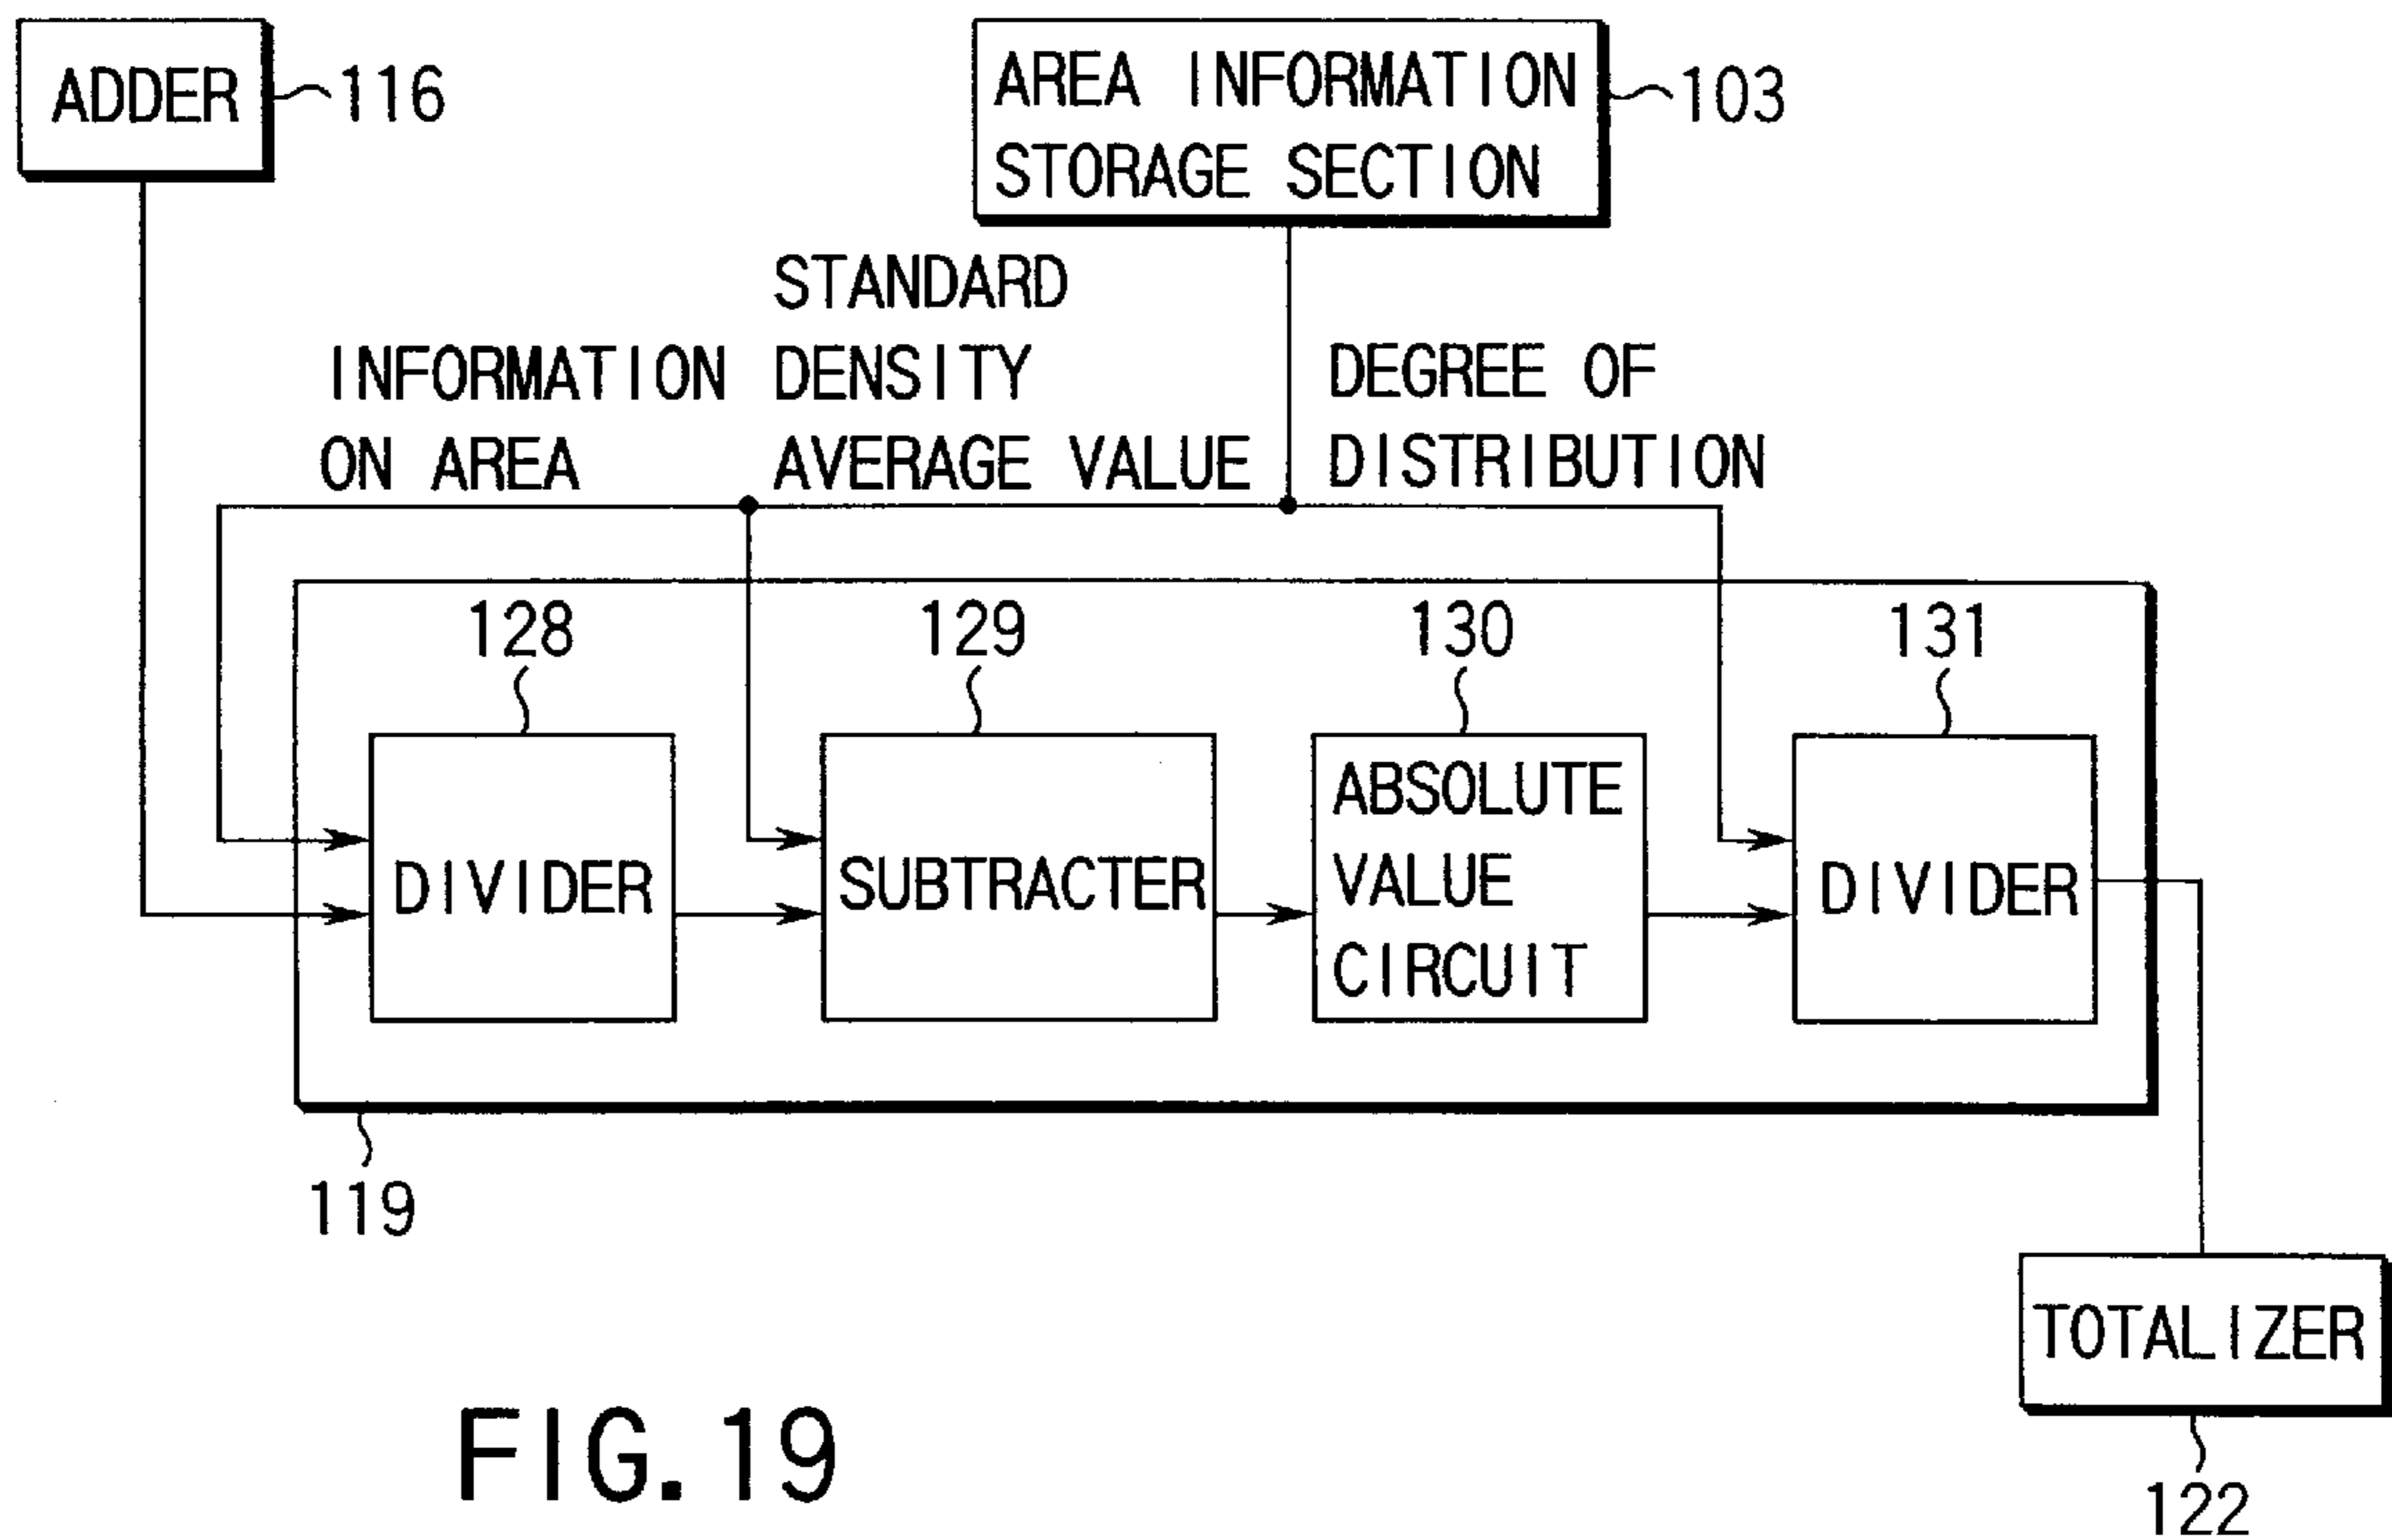 ADDER
116
AREA INFORMATION
STORAGE SECTION
103
INFORMATION
ON AREA
STANDARD
DENSITY
AVERAGE VALUE
DEGREE OF
DISTRIBUTION
128
129
130
131
DIVIDER
SUBTRACTER
ABSOLUTE
VALUE
CIRCUIT
DIVIDER
119
TOTALIZER
122
FIG. 19